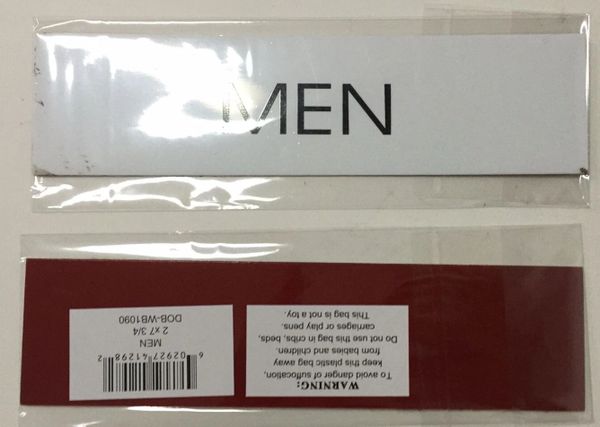 MEN
WARNING:
To avoid danger of suffocation,
keep this plastic bag away
from babies and children.
Do not use this bag in cribs, beds,
carriages or play pens.
This bag is not a toy.
6 02927 41298 2
MEN
2 x 7 3/4
DOB-WB1090